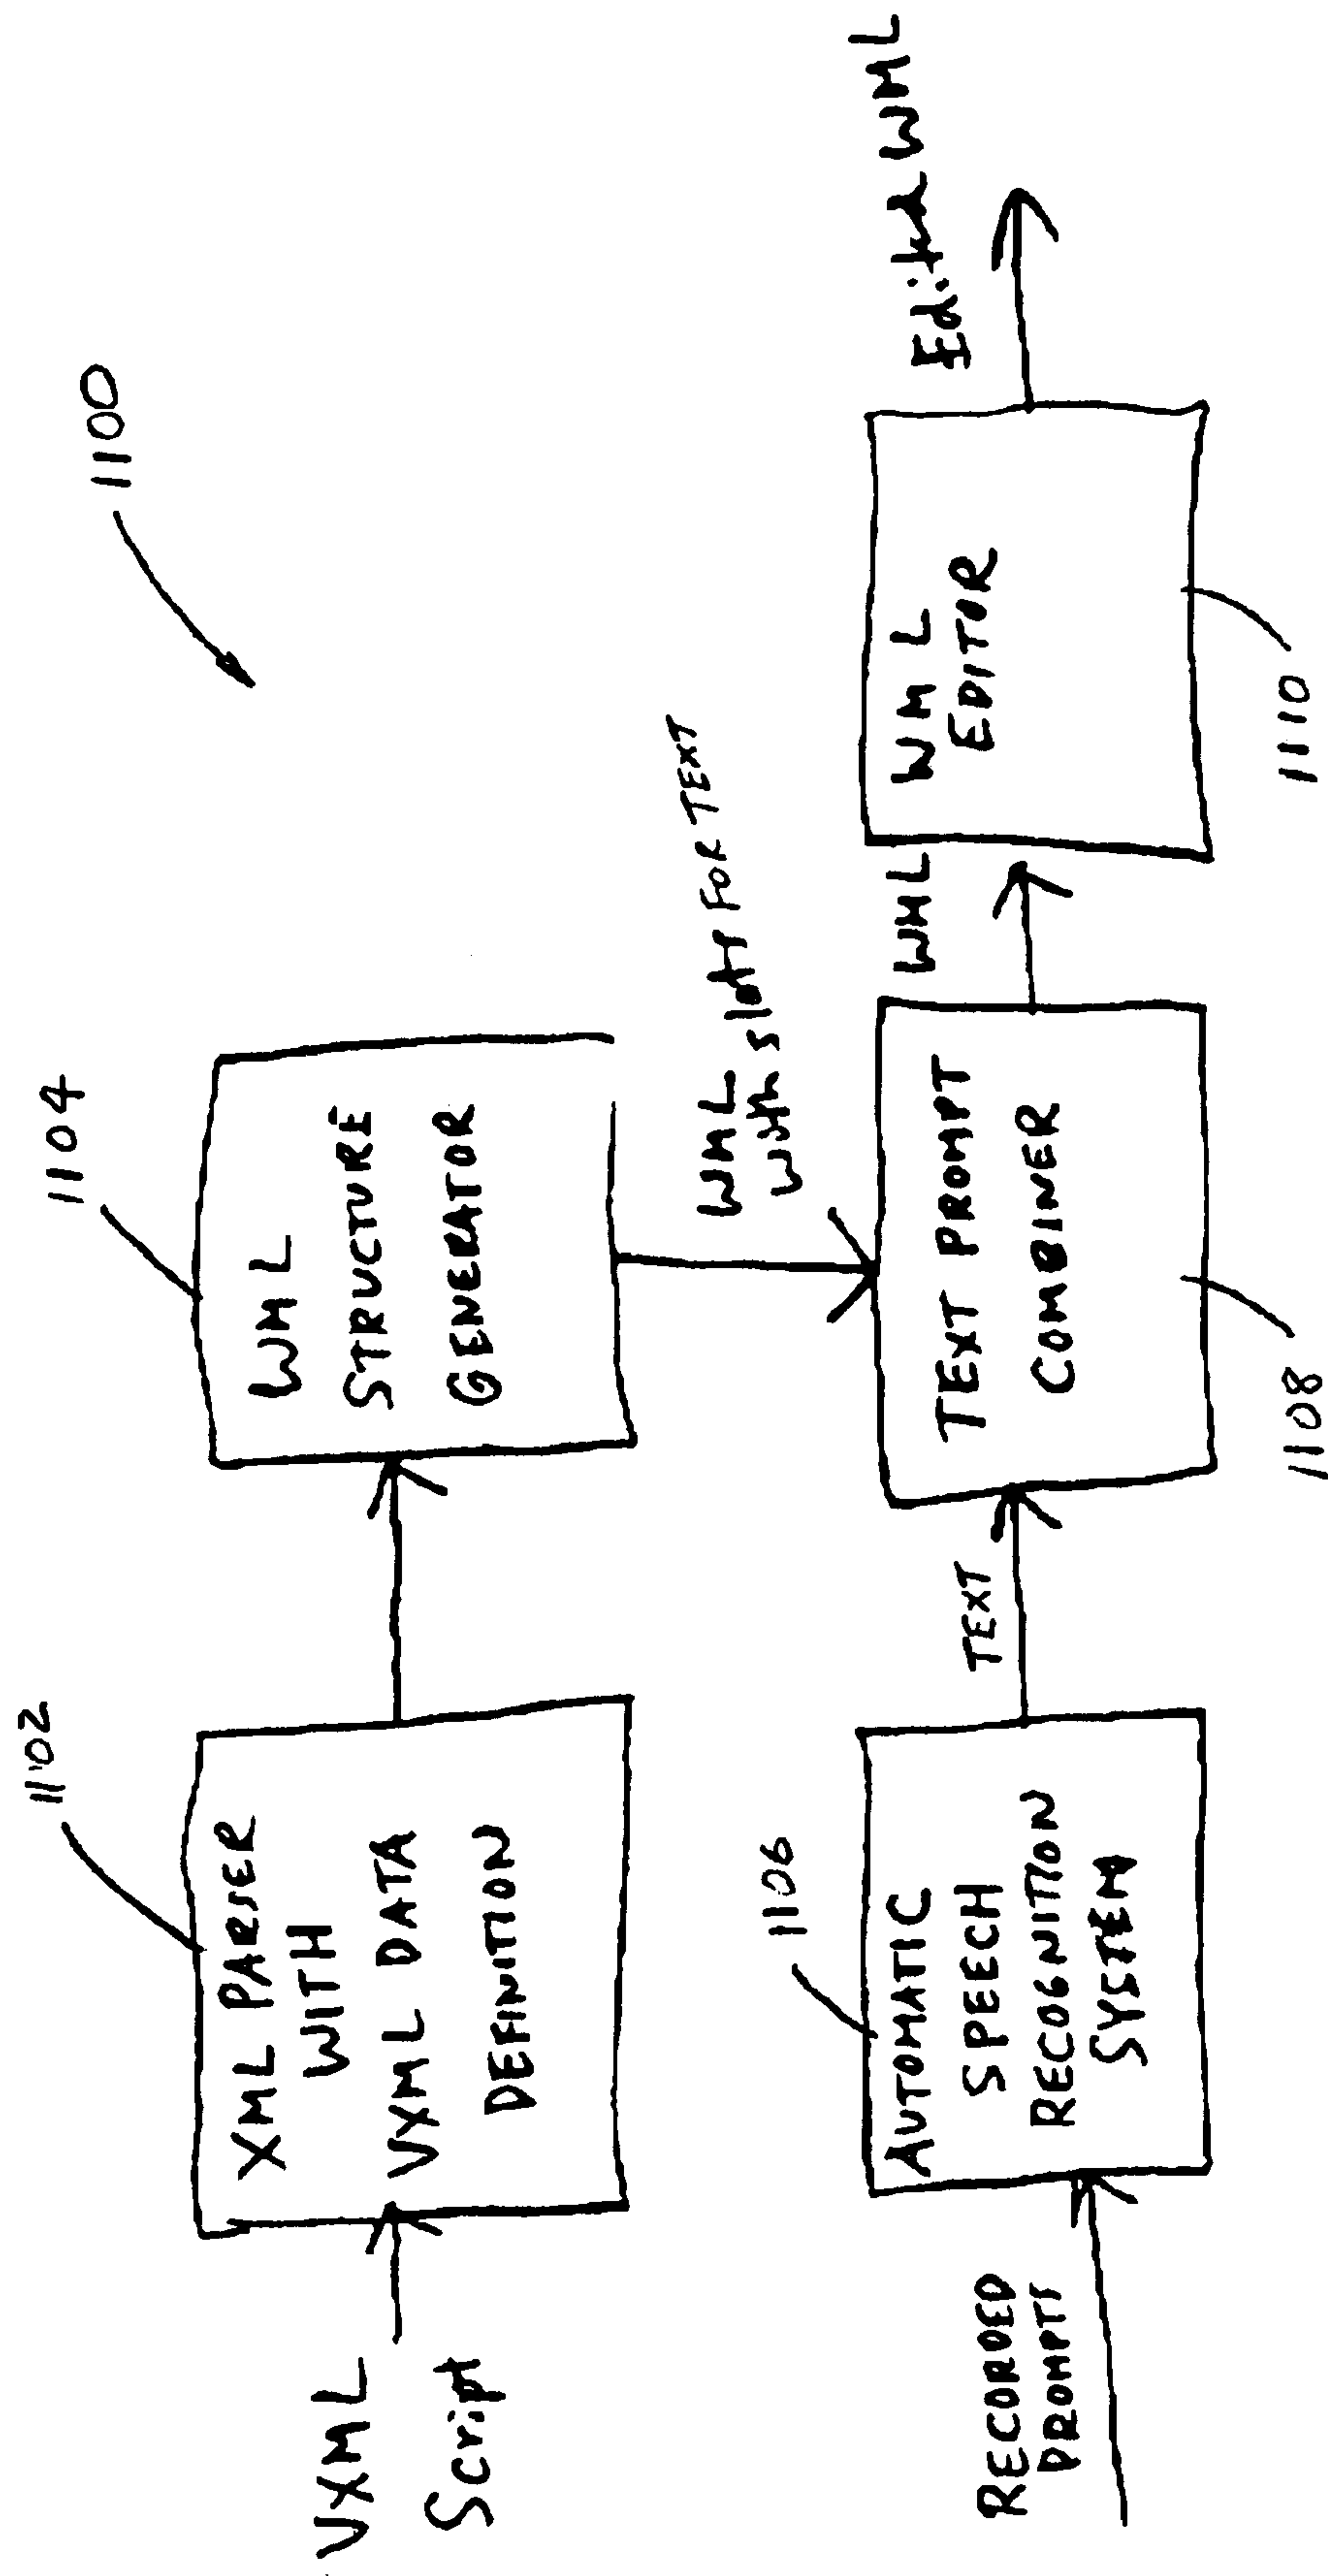 1100
1102
XML PARSER
WITH
VXML DATA
DEFINITION
VXML
Script
1104
WML
STRUCTURE
GENERATOR
WML
with slots FOR TEXT
1106
AUTOMATIC
SPEECH
RECOGNITION
SYSTEM
RECORDED
PROMPTS
TEXT
TEXT PROMPT
COMBINER
1108
WML
WML
EDITOR
1110
Edited WML